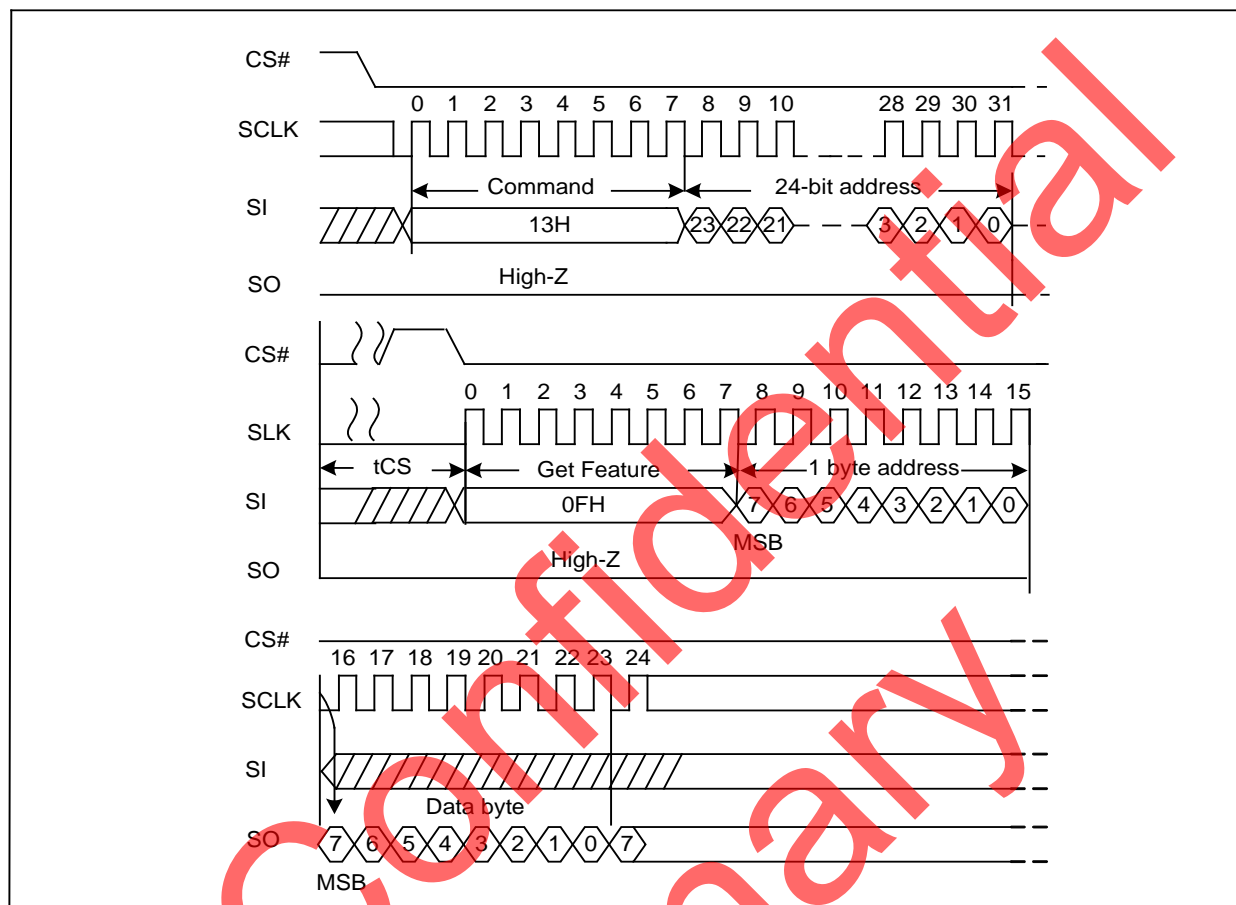 CS#
0 1 2 3 4 5 6 7 8 9 10 28 29 30 31
SCLK
Command 24-bit address
SI 13H 23 22 21 3 2 1 0
High-Z
SO
CS#
0 1 2 3 4 5 6 7 8 9 10 11 12 13 14 15
SLK
tCS Get Feature 1 byte address
SI 0FH 7 6 5 4 3 2 1 0
MSB
High-Z
SO
CS#
16 17 18 19 20 21 22 23 24
SCLK
SI
Data byte
SO 7 6 5 4 3 2 1 0 7
MSB
Confidential